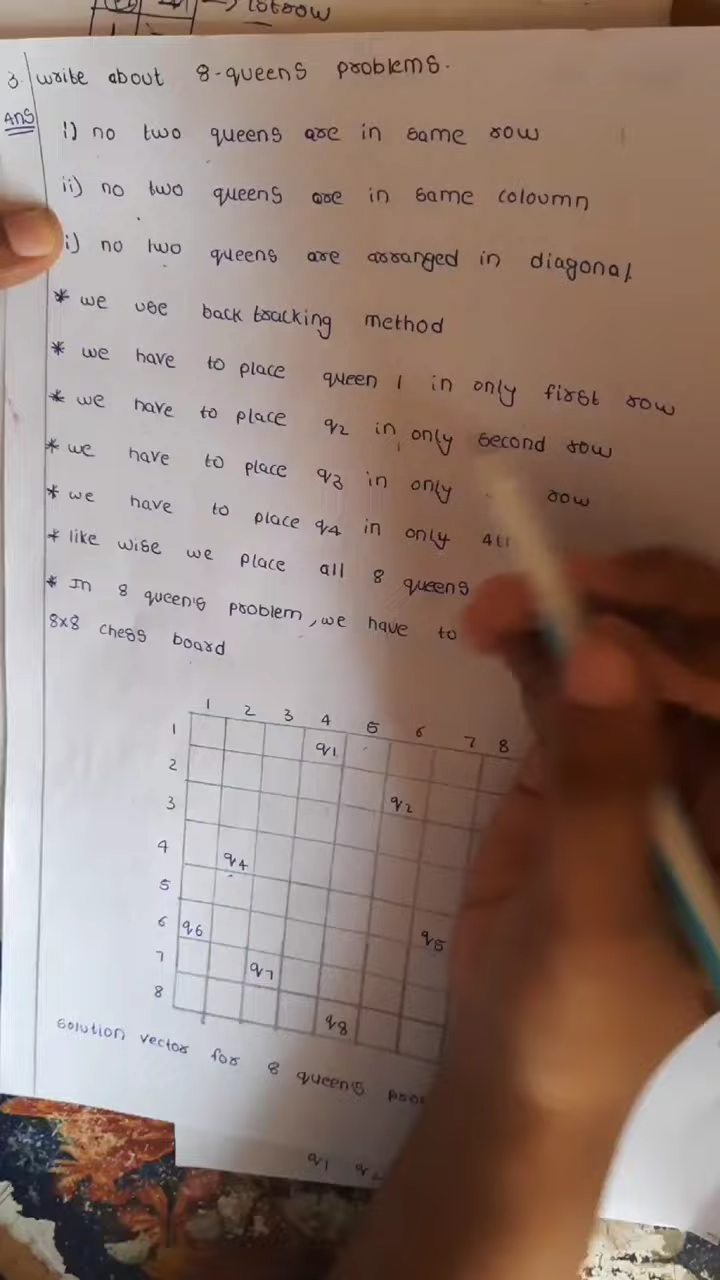 → 1st row
3. write about 8-queens problems.
Ans
i) no two queens are in same row
ii) no two queens are in same coloumn
i) no two queens are arranged in diagonal.
* we use back tracking method
* we have to place queen 1 in only first row
* we have to place q2 in only second row
* we have to place q3 in only row
* we have to place q4 in only 4t
* like wise we place all 8 queens
* In 8 queen's problem, we have to
8x8 chess board
1 2 3 4 5 6 7 8
1 q1
2
3 q2
4 q4
5
6 q6 q5
7 q7
8 q8
solution vector for 8 queens
q1